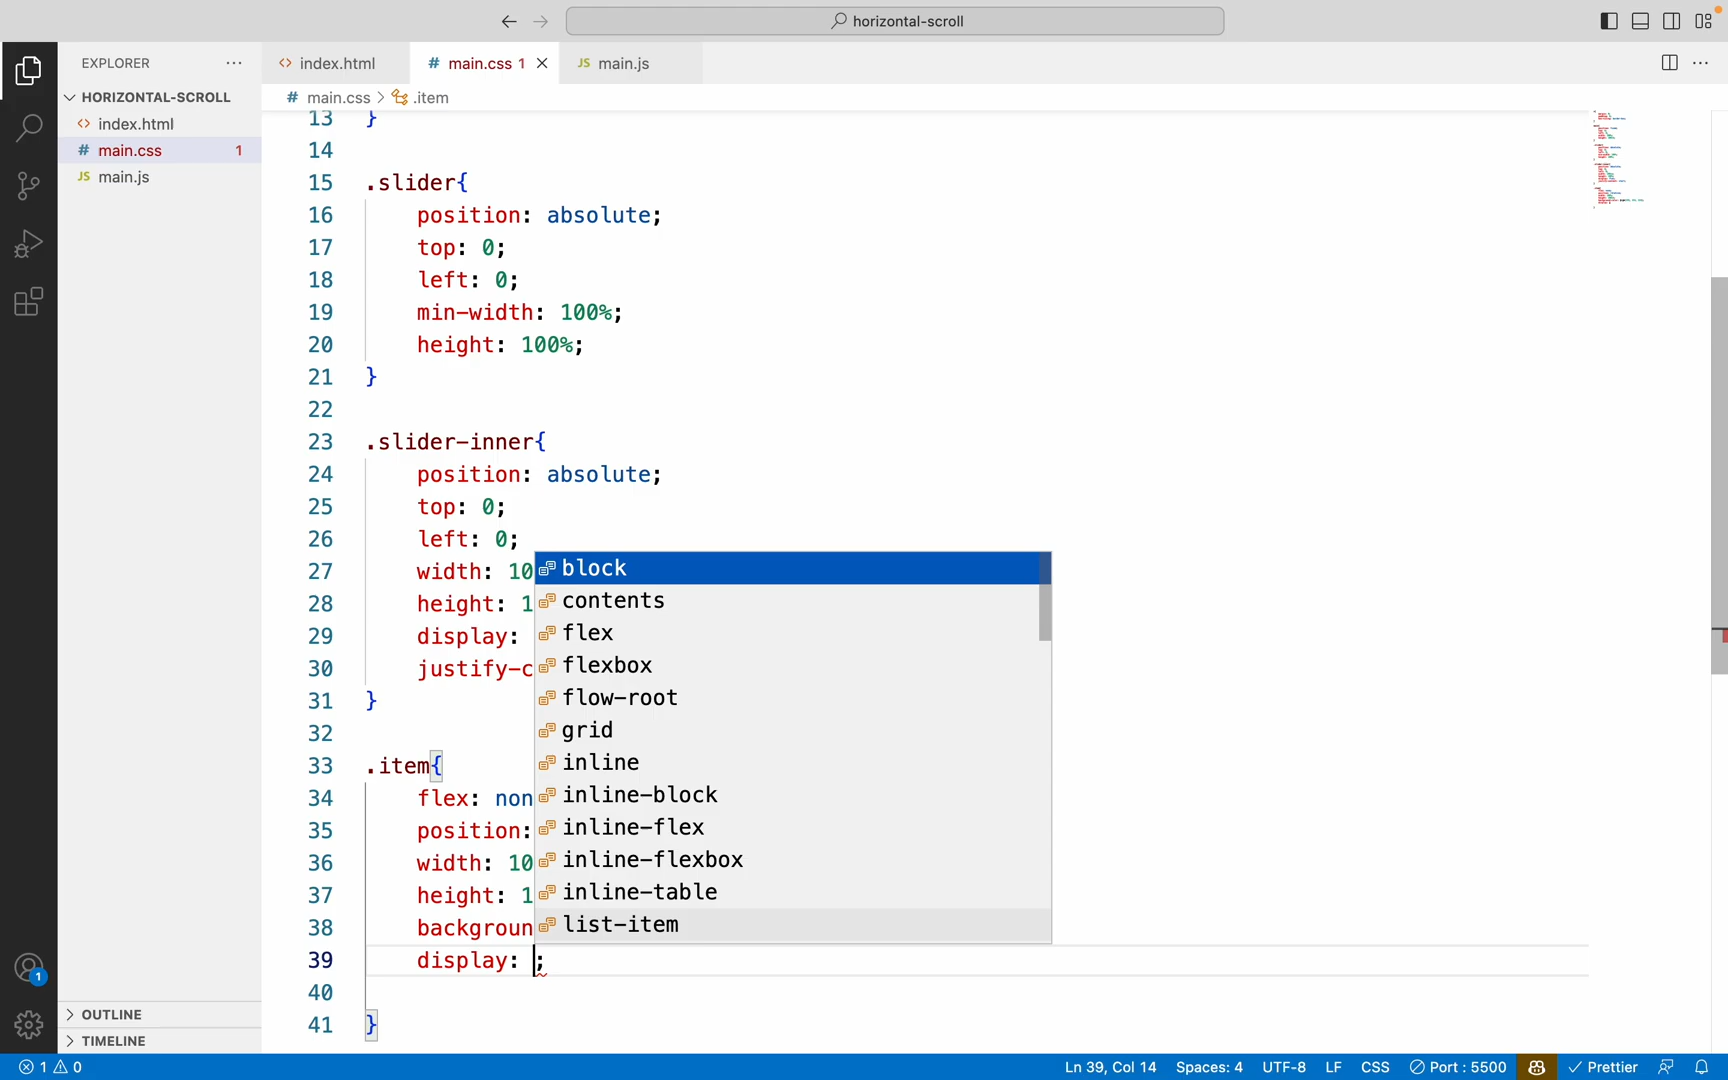 horizontal-scroll
EXPLORER
HORIZONTAL-SCROLL
index.html
# main.css 1
JS main.js
OUTLINE
TIMELINE
1
index.html
# main.css 1
JS main.js
# main.css > .item
13 }
14
15 .slider{
16 position: absolute;
17 top: 0;
18 left: 0;
19 min-width: 100%;
20 height: 100%;
21 }
22
23 .slider-inner{
24 position: absolute;
25 top: 0;
26 left: 0;
27 width: 10
28 height: 1
29 display:
30 justify-c
31 }
32
33 .item{
34 flex: non
35 position:
36 width: 10
37 height: 1
38 backgroun
39 display: ;
40
41 }
block
contents
flex
flexbox
flow-root
grid
inline
inline-block
inline-flex
inline-flexbox
inline-table
list-item
1 0
Ln 39, Col 14
Spaces: 4
UTF-8
LF
CSS
Port : 5500
Prettier